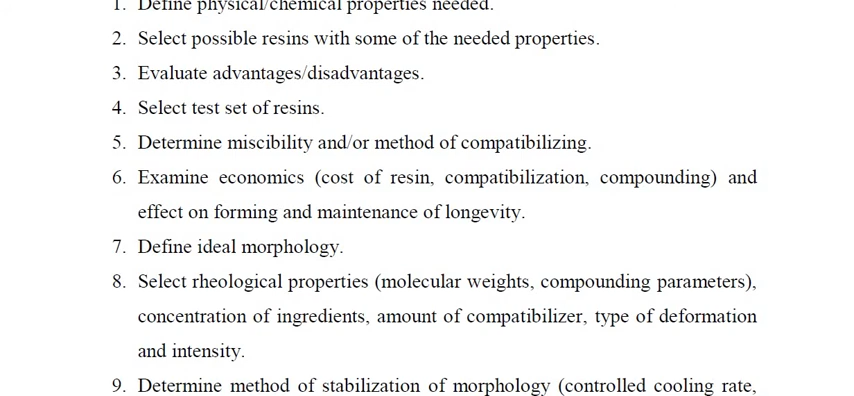 1. Define physical/chemical properties needed.
2. Select possible resins with some of the needed properties.
3. Evaluate advantages/disadvantages.
4. Select test set of resins.
5. Determine miscibility and/or method of compatibilizing.
6. Examine economics (cost of resin, compatibilization, compounding) and
effect on forming and maintenance of longevity.
7. Define ideal morphology.
8. Select rheological properties (molecular weights, compounding parameters),
concentration of ingredients, amount of compatibilizer, type of deformation
and intensity.
9. Determine method of stabilization of morphology (controlled cooling rate,